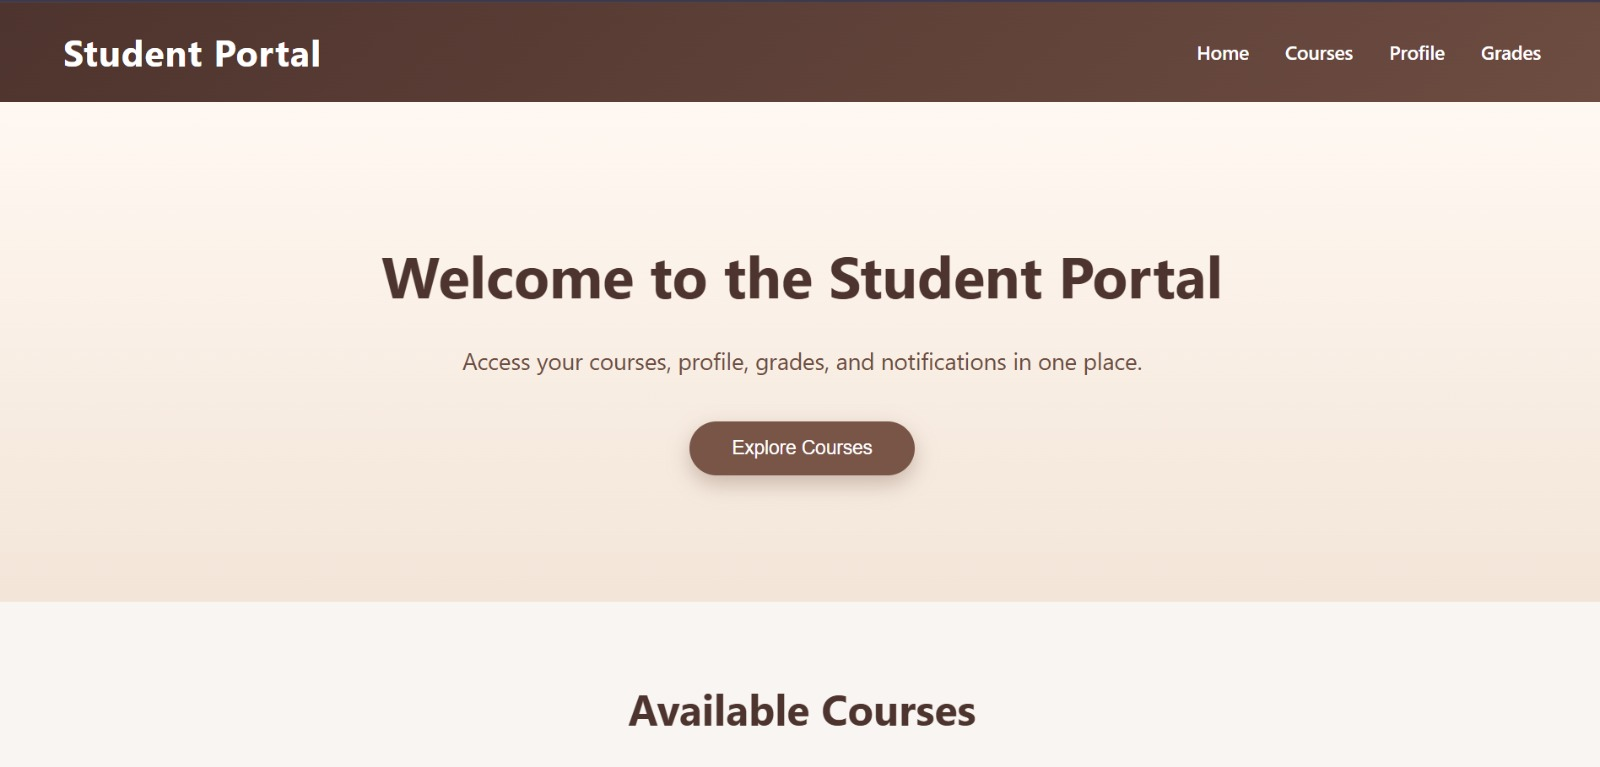 Student Portal
Home Courses Profile Grades
Welcome to the Student Portal
Access your courses, profile, grades, and notifications in one place.
Explore Courses
Available Courses